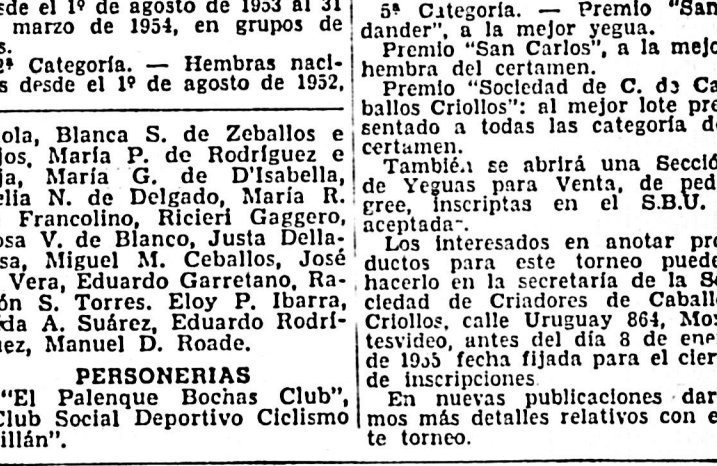 sde el 1º de agosto de 1953 al 31
marzo de 1954, en grupos de
s.
2ª Categoría. — Hembras naci-
s desde el 1º de agosto de 1952,
ola, Blanca S. de Zeballos e
jos, María P. de Rodríguez e
ja, María G. de D'Isabella,
elia N. de Delgado, María R.
Francolino, Ricieri Gaggero,
osa V. de Blanco, Justa Della-
sa, Miguel M. Ceballos, José
Vera, Eduardo Garretano, Ra-
ón S. Torres. Eloy P. Ibarra,
da A. Suárez, Eduardo Rodrí-
uez, Manuel D. Roade.
PERSONERIAS
"El Palenque Bochas Club",
Club Social Deportivo Ciclismo
illán".
5ª Categoría. — Premio "San
dander", a la mejor yegua.
Premio "San Carlos", a la mejo
hembra del certamen.
Premio "Sociedad de C. de Ca
ballos Criollos": al mejor lote pre
sentado a todas las categoría d
certamen.
También se abrirá una Secció
de Yeguas para Venta, de ped
gree, inscriptas en el S.B.U.
aceptada-.
Los interesados en anotar pro
ductos para este torneo puede
hacerlo en la secretaría de la So
ciedad de Criadores de Caball
Criollos, calle Uruguay 864, Mon
tesvideo, antes del día 8 de ene
de 1955 fecha fijada para el cier
de inscripciones.
En nuevas publicaciones dar
mos más detalles relativos con e
te torneo.